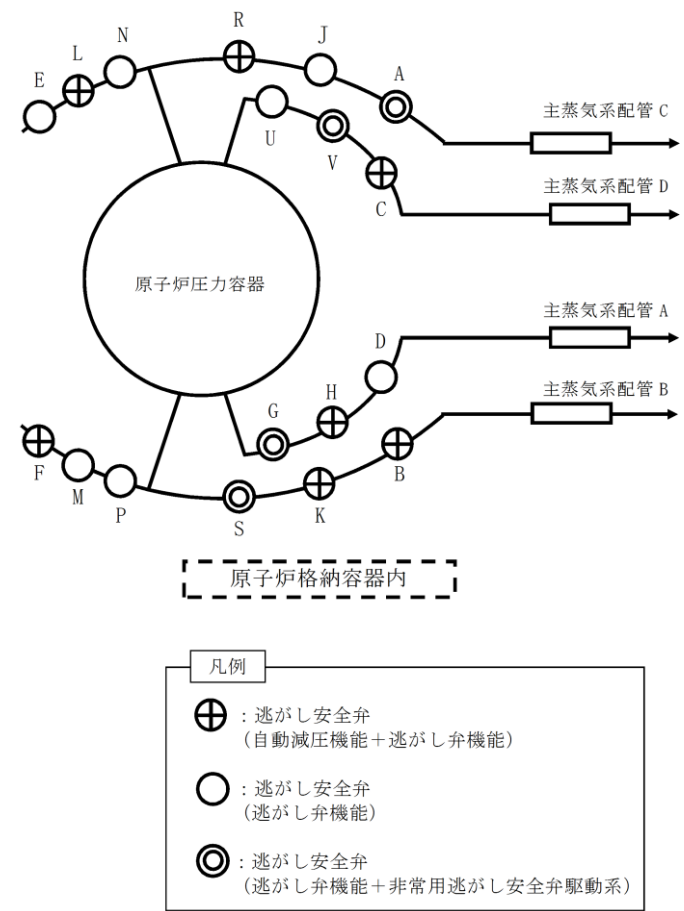 R
J
N
L
A
E
主蒸気系配管 C
U
V
主蒸気系配管 D
C
原子炉圧力容器
主蒸気系配管 A
D
主蒸気系配管 B
H
G
B
F
M
P
K
S
原子炉格納容器内
凡例
：逃がし安全弁
（自動減圧機能＋逃がし弁機能）
：逃がし安全弁
（逃がし弁機能）
：逃がし安全弁
（逃がし弁機能＋非常用逃がし安全弁駆動系）